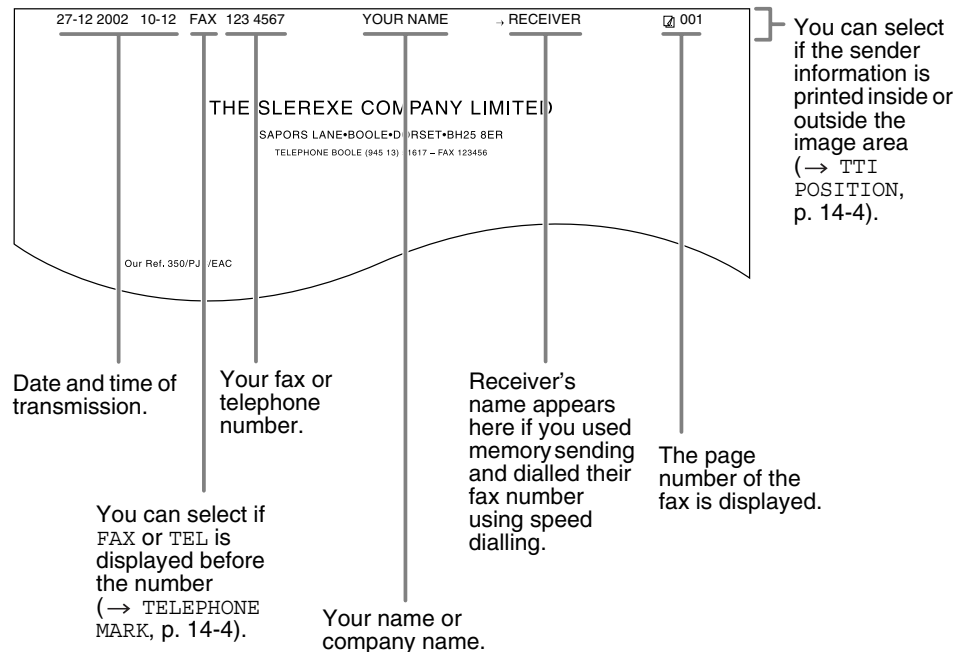 27-12 2002 10-12 FAX 123 4567 YOUR NAME → RECEIVER 001
You can select
if the sender
information is
printed inside or
outside the
image area
(→ TTI
POSITION,
p. 14-4).
THE SLEREXE COMPANY LIMITED
SAPORS LANE•BOOLE•DORSET•BH25 8ER
TELEPHONE BOOLE (945 13) 1617 – FAX 123456
Our Ref. 350/PJ /EAC
Date and time of
transmission.
Your fax or
telephone
number.
Receiver's
name appears
here if you used
memory sending
and dialled their
fax number
using speed
dialling.
The page
number of the
fax is displayed.
You can select if
FAX or TEL is
displayed before
the number
(→ TELEPHONE
MARK, p. 14-4).
Your name or
company name.